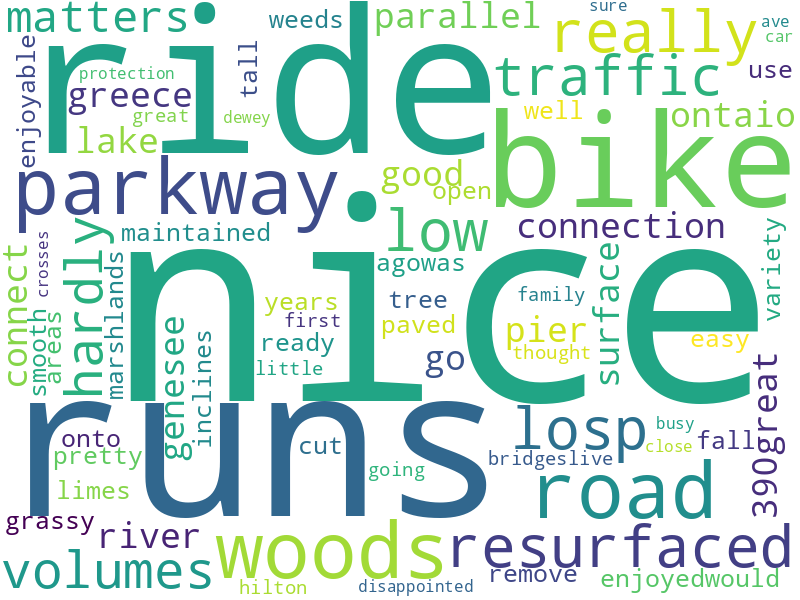 matters
ride
weeds
parallel
really
sure
ave
car
enjoyable
protection
greece
great
dewey
tall
lake
traffic
use
well
ontaio
bike
parkway
good
open
low
connection
maintained
agowas
connect
smooth
areas
crosses
hardly
marshlands
nice
genesee
inclines
years
first
ready
little
tree
paved
go
family
pier
thought
surface
easy
variety
runs
onto
pretty
limes
grassy
river
cut
going
losp
bridgeslive
busy
close
fall
390great
road
volumes
woods
hilton
resurfaced
disappointed
remove
enjoyedwould